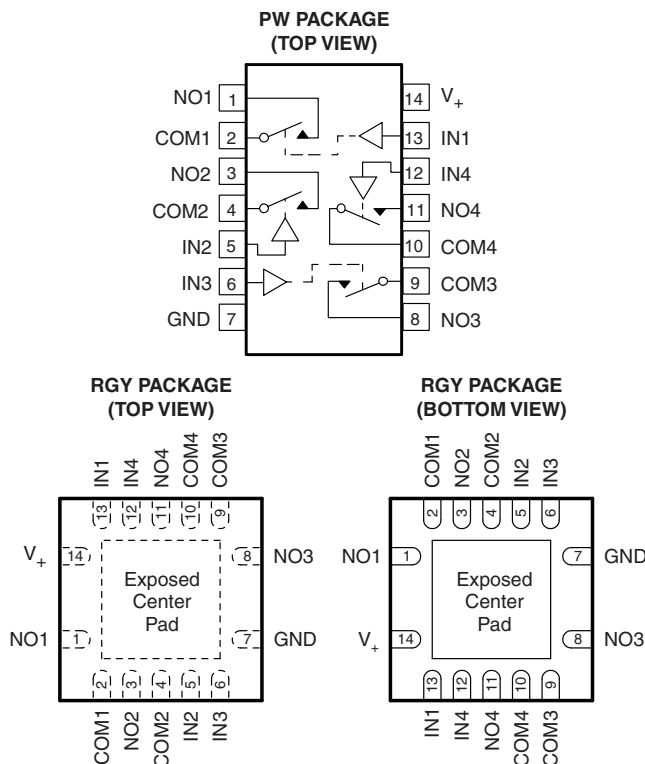 PW PACKAGE
(TOP VIEW)
NO1 1
COM1 2
NO2 3
COM2 4
IN2 5
IN3 6
GND 7
14 V+
13 IN1
12 IN4
11 NO4
10 COM4
9 COM3
8 NO3
RGY PACKAGE
(TOP VIEW)
IN1 IN4 NO4 COM4 COM3
13 12 11 10 9
V+ 14
8 NO3
Exposed
Center
Pad
NO1 1
7 GND
2 3 4 5 6
COM1 NO2 COM2 IN2 IN3
RGY PACKAGE
(BOTTOM VIEW)
COM1 NO2 COM2 IN2 IN3
2 3 4 5 6
NO1 1
7 GND
Exposed
Center
Pad
V+ 14
8 NO3
13 12 11 10 9
IN1 IN4 NO4 COM4 COM3